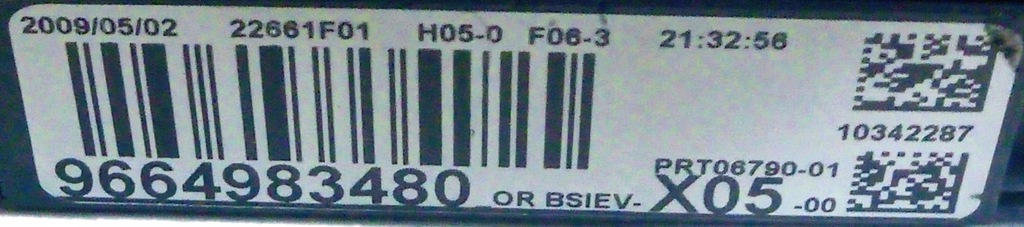 2009/05/02 22661F01 H05-0 F06-3 21:32:56
10342287
PRT06790-01
9664983480 OR BSIEV- X05 -00